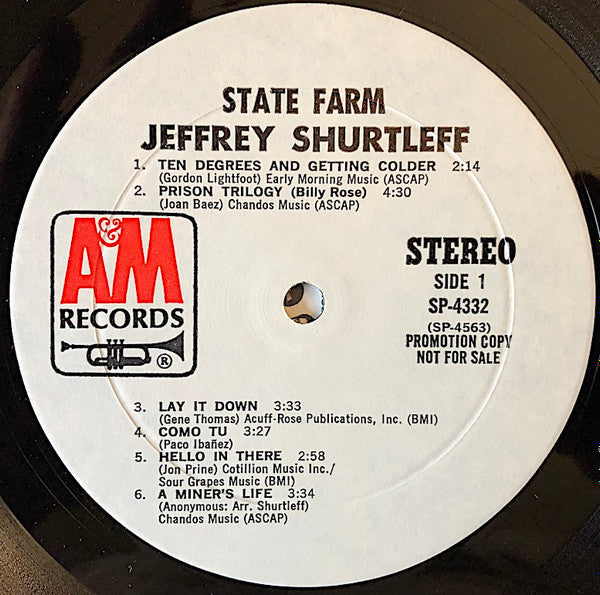 STATE FARM
JEFFREY SHURTLEFF
1. TEN DEGREES AND GETTING COLDER 2:14
(Gordon Lightfoot) Early Morning Music (ASCAP)
2. PRISON TRILOGY (Billy Rose) 4:30
(Joan Baez) Chandos Music (ASCAP)
A&M
RECORDS
®
STEREO
SIDE 1
SP-4332
(SP-4563)
PROMOTION COPY
NOT FOR SALE
3. LAY IT DOWN 3:33
(Gene Thomas) Acuff-Rose Publications, Inc. (BMI)
4. COMO TU 3:27
(Paco Ibañez)
5. HELLO IN THERE 2:58
(Jon Prine) Cotillion Music Inc./
Sour Grapes Music (BMI)
6. A MINER'S LIFE 3:34
(Anonymous: Arr. Shurtleff)
Chandos Music (ASCAP)